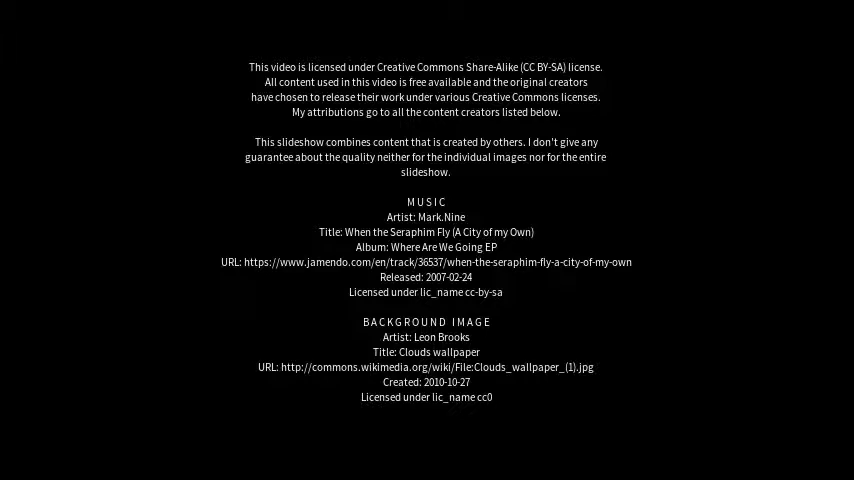 This video is licensed under Creative Commons Share-Alike (CC BY-SA) license.
All content used in this video is free available and the original creators
have chosen to release their work under various Creative Commons licenses.
My attributions go to all the content creators listed below.
This slideshow combines content that is created by others. I don't give any
guarantee about the quality neither for the individual images nor for the entire
slideshow.
MUSIC
Artist: Mark.Nine
Title: When the Seraphim Fly (A City of my Own)
Album: Where Are We Going EP
URL: https://www.jamendo.com/en/track/36537/when-the-seraphim-fly-a-city-of-my-own
Released: 2007-02-24
Licensed under lic_name cc-by-sa
BACKGROUND IMAGE
Artist: Leon Brooks
Title: Clouds wallpaper
URL: http://commons.wikimedia.org/wiki/File:Clouds_wallpaper_(1).jpg
Created: 2010-10-27
Licensed under lic_name cc0